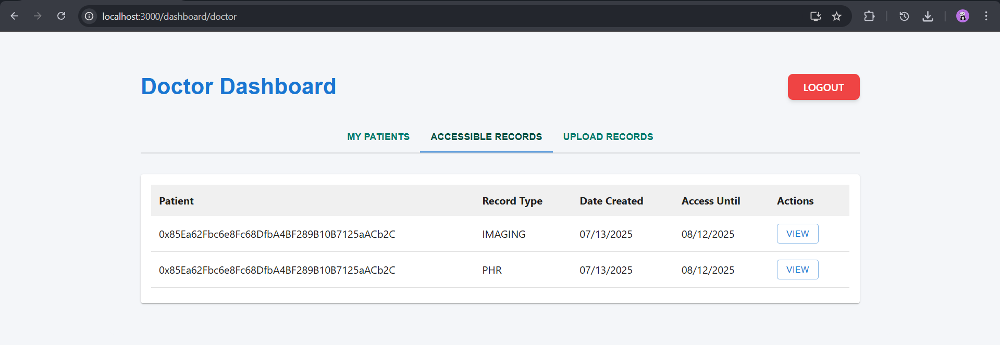 localhost:3000/dashboard/doctor
Doctor Dashboard
LOGOUT
MY PATIENTS ACCESSIBLE RECORDS UPLOAD RECORDS
Patient Record Type Date Created Access Until Actions
0x85Ea62Fbc6e8Fc68DfbA4BF289B10B7125aACb2C IMAGING 07/13/2025 08/12/2025 VIEW
0x85Ea62Fbc6e8Fc68DfbA4BF289B10B7125aACb2C PHR 07/13/2025 08/12/2025 VIEW